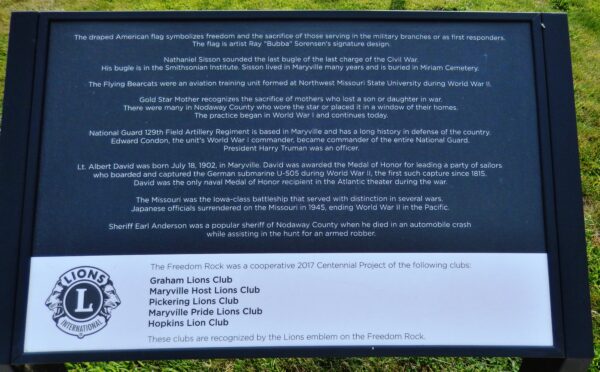 The draped American flag symbolizes freedom and the sacrifice of those serving in the military branches or as first responders.
The flag is artist Ray "Bubba" Sorensen's signature design.
Nathaniel Sisson sounded the last bugle of the last charge of the Civil War.
His bugle is in the Smithsonian Institute. Sisson lived in Maryville many years and is buried in Miriam Cemetery.
The Flying Bearcats were an aviation training unit formed at Northwest Missouri State University during World War II.
Gold Star Mother recognizes the sacrifice of mothers who lost a son or daughter in war.
There were many in Nodaway County who wore the star or placed it in a window of their homes.
The practice began in World War I and continues today.
National Guard 129th Field Artillery Regiment is based in Maryville and has a long history in defense of the country.
Edward Condon, the unit's World War I commander, became commander of the entire National Guard.
President Harry Truman was an officer.
Lt. Albert David was born July 18, 1902, in Maryville. David was awarded the Medal of Honor for leading a party of sailors
who boarded and captured the German submarine U-505 during World War II, the first such capture since 1815.
David was the only naval Medal of Honor recipient in the Atlantic theater during the war.
The Missouri was the Iowa-class battleship that served with distinction in several wars.
Japanese officials surrendered on the Missouri in 1945, ending World War II in the Pacific.
Sheriff Earl Anderson was a popular sheriff of Nodaway County when he died in an automobile crash
while assisting in the hunt for an armed robber.
The Freedom Rock was a cooperative 2017 Centennial Project of the following clubs:
Graham Lions Club
Maryville Host Lions Club
Pickering Lions Club
Maryville Pride Lions Club
Hopkins Lion Club
These clubs are recognized by the Lions emblem on the Freedom Rock.
LIONS
L
INTERNATIONAL